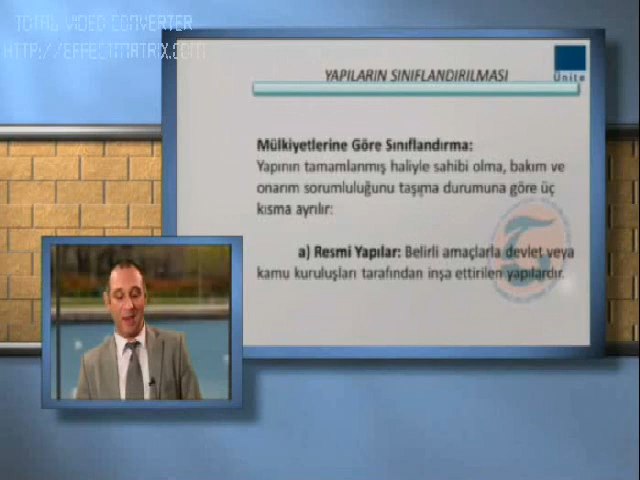 TOTAL VIDEO CONVERTER
HTTP://EFFECTMATRIX.COM
YAPILARIN SINIFLANDIRILMASI
Ünite
Mülkiyetlerine Göre Sınıflandırma:
Yapının tamamlanmış haliyle sahibi olma, bakım ve
onarım sorumluluğunu taşıma durumuna göre üç
kısma ayrılır:
a) Resmi Yapılar: Belirli amaçlarla devlet veya
kamu kuruluşları tarafından inşa ettirilen yapılardır.